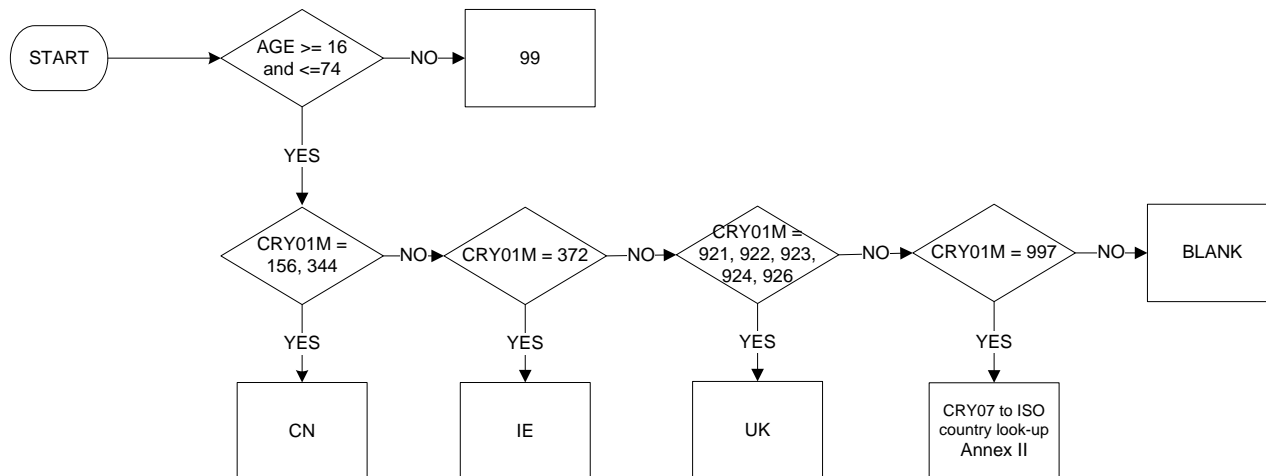 START
AGE >= 16
and <=74
NO
99
YES
CRY01M =
156, 344
NO
CRY01M = 372
NO
CRY01M =
921, 922, 923,
924, 926
NO
CRY01M = 997
NO
BLANK
YES
YES
YES
YES
CN
IE
UK
CRY07 to ISO
country look-up
Annex II